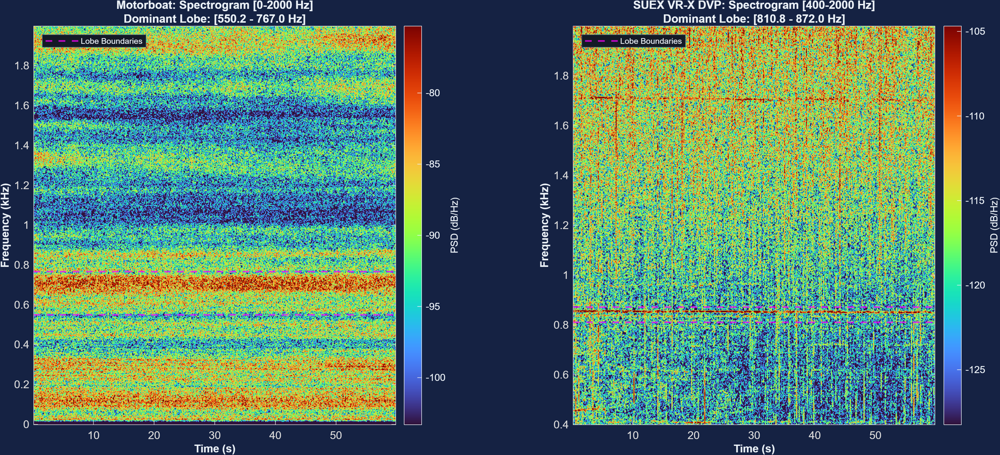 Motorboat: Spectrogram [0-2000 Hz]
Dominant Lobe: [550.2 - 767.0 Hz]
Lobe Boundaries
Frequency (kHz)
1.8
1.6
1.4
1.2
1
0.8
0.6
0.4
0.2
0
10 20 30 40 50
Time (s)
-80
-85
-90
-95
-100
PSD (dB/Hz)
SUEX VR-X DVP: Spectrogram [400-2000 Hz]
Dominant Lobe: [810.8 - 872.0 Hz]
Lobe Boundaries
Frequency (kHz)
1.8
1.6
1.4
1.2
1
0.8
0.6
0.4
10 20 30 40 50
Time (s)
-105
-110
-115
-120
-125
PSD (dB/Hz)